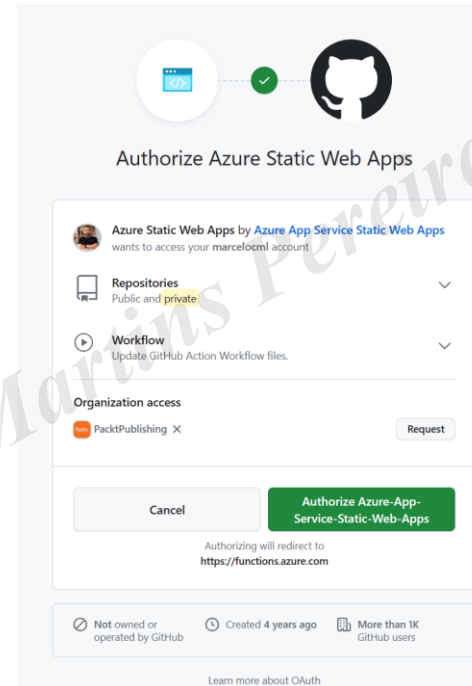 Authorize Azure Static Web Apps
Azure Static Web Apps by Azure App Service Static Web Apps
wants to access your marcelocml account
Repositories
Public and private
Workflow
Update GitHub Action Workflow files.
Organization access
PacktPublishing
Request
Cancel
Authorize Azure-App-
Service-Static-Web-Apps
Authorizing will redirect to
https://functions.azure.com
Not owned or
operated by GitHub
Created 4 years ago
More than 1K
GitHub users
Learn more about OAuth
Martins Pereira